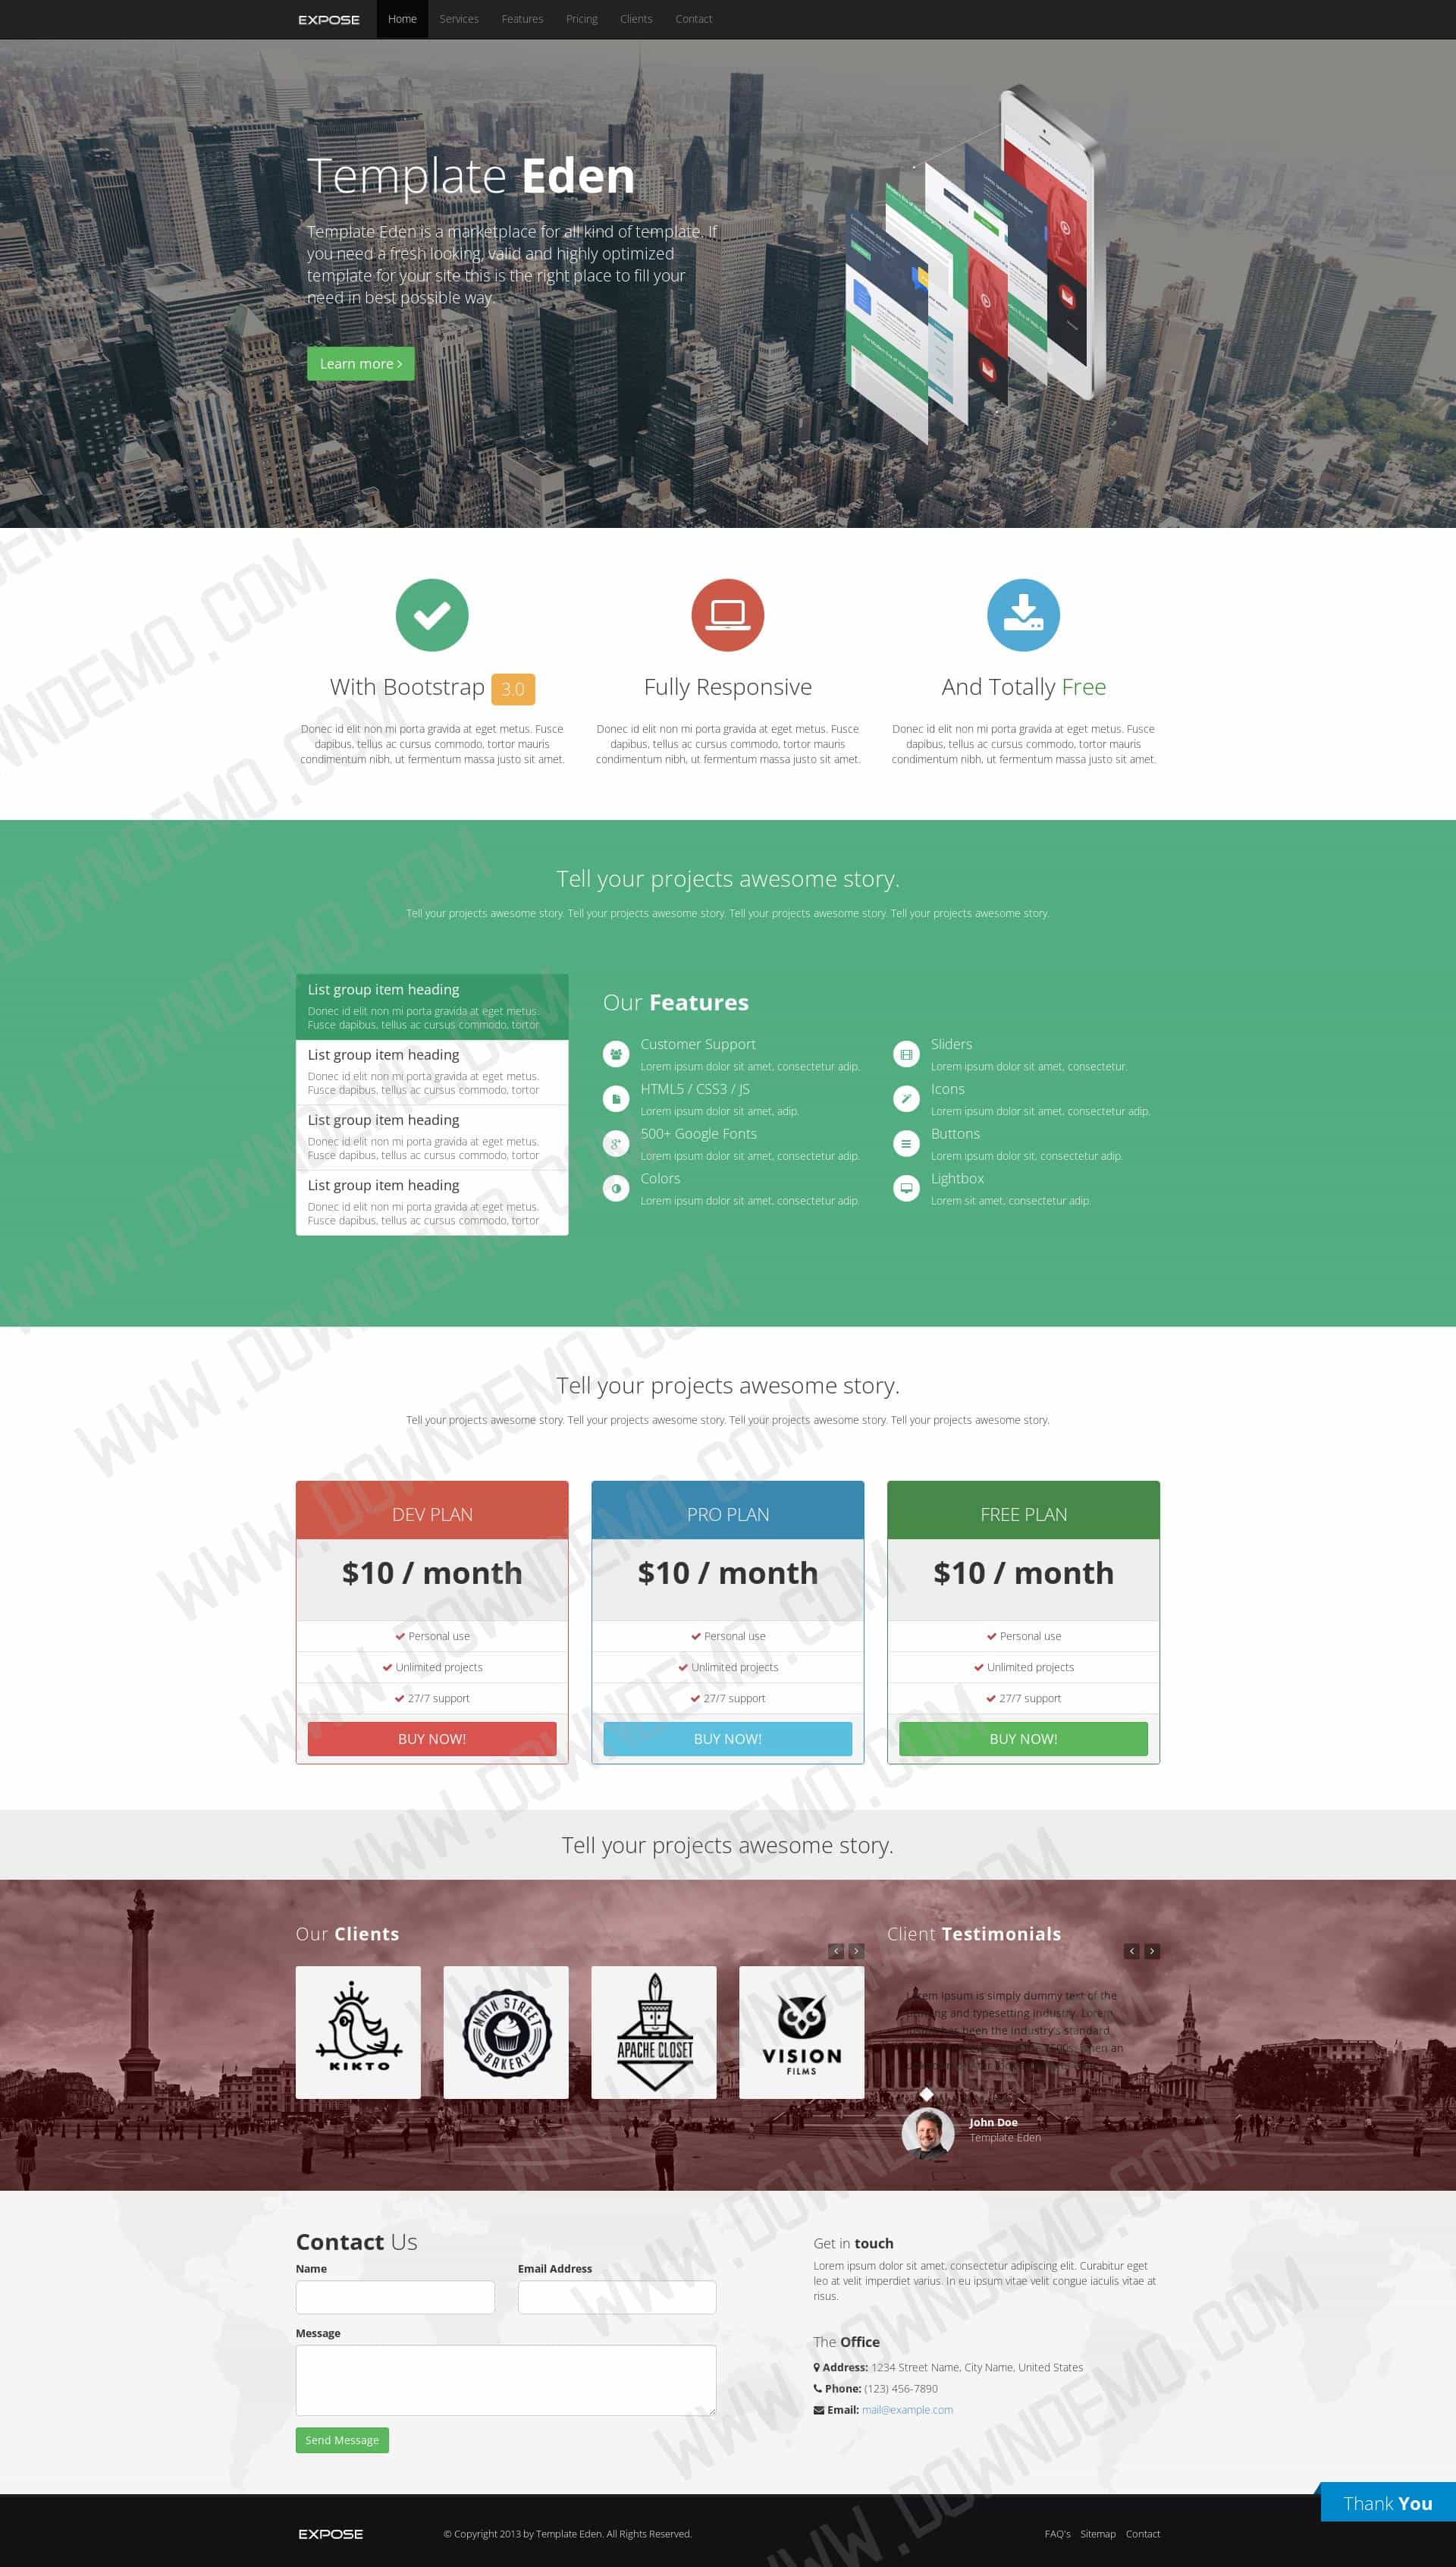 EXPOSE Home Services Features Pricing Clients Contact
Template Eden
Template Eden is a marketplace for all kind of template. If
you need a fresh looking, valid and highly optimized
template for your site this is the right place to fill your
need in best possible way.
Learn more
With Bootstrap 3.0
Donec id elit non mi porta gravida at eget metus. Fusce
dapibus, tellus ac cursus commodo, tortor mauris
condimentum nibh, ut fermentum massa justo sit amet.
Fully Responsive
Donec id elit non mi porta gravida at eget metus. Fusce
dapibus, tellus ac cursus commodo, tortor mauris
condimentum nibh, ut fermentum massa justo sit amet.
And Totally Free
Donec id elit non mi porta gravida at eget metus. Fusce
dapibus, tellus ac cursus commodo, tortor mauris
condimentum nibh, ut fermentum massa justo sit amet.
Tell your projects awesome story.
Tell your projects awesome story. Tell your projects awesome story. Tell your projects awesome story. Tell your projects awesome story.
List group item heading
Donec id elit non mi porta gravida at eget metus.
Fusce dapibus, tellus ac cursus commodo, tortor
List group item heading
Donec id elit non mi porta gravida at eget metus.
Fusce dapibus, tellus ac cursus commodo, tortor
List group item heading
Donec id elit non mi porta gravida at eget metus.
Fusce dapibus, tellus ac cursus commodo, tortor
List group item heading
Donec id elit non mi porta gravida at eget metus.
Fusce dapibus, tellus ac cursus commodo, tortor
Our Features
Customer Support
Lorem ipsum dolor sit amet, consectetur adip.
HTML5 / CSS3 / JS
Lorem ipsum dolor sit amet, adip.
500+ Google Fonts
Lorem ipsum dolor sit amet, consectetur adip.
Colors
Lorem ipsum dolor sit amet, consectetur adip.
Sliders
Lorem ipsum dolor sit amet, consectetur.
Icons
Lorem ipsum dolor sit amet, consectetur adip.
Buttons
Lorem ipsum dolor sit, consectetur adip.
Lightbox
Lorem sit amet, consectetur adip.
Tell your projects awesome story.
Tell your projects awesome story. Tell your projects awesome story. Tell your projects awesome story. Tell your projects awesome story.
DEV PLAN
$10 / month
Personal use
Unlimited projects
27/7 support
BUY NOW!
PRO PLAN
$10 / month
Personal use
Unlimited projects
27/7 support
BUY NOW!
FREE PLAN
$10 / month
Personal use
Unlimited projects
27/7 support
BUY NOW!
Tell your projects awesome story.
Our Clients
KIKTO
MAIN STREET
BAKERY
APACHE CLOSET
VISION
FILMS
Client Testimonials
Lorem Ipsum is simply dummy text of the
and typesetting industry. Lorem
been the industry's standard
when an
John Doe
Template Eden
Contact Us
Name
Email Address
Message
Send Message
Get in touch
Lorem ipsum dolor sit amet, consectetur adipiscing elit. Curabitur eget
leo at velit imperdiet varius. In eu ipsum vitae velit congue iaculis vitae at
risus.
The Office
Address: 1234 Street Name, City Name, United States
Phone: (123) 456-7890
Email: mail@example.com
Thank You
EXPOSE
© Copyright 2013 by Template Eden. All Rights Reserved.
FAQ's Sitemap Contact
WWW.DOWNDEMO.COM